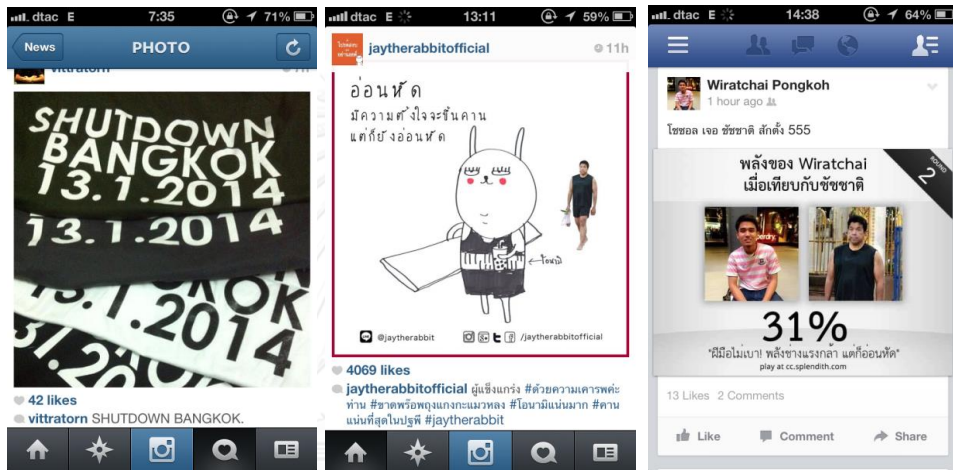 dtac E 7:35 71%
News PHOTO
vittratorn 11h
SHUTDOWN
BANGKOK
13.1.2014
13.1.2014
KOK
13.1.2014
42 likes
vittratorn SHUTDOWN BANGKOK.
dtac E 13:11 59%
jaytherabbitofficial 11h
อ่อนหัด
มีความตั้งใจจะขึ้นคาน
แต่ก็ยังอ่อนหัด
@jaytherabbit /jaytherabbitofficial
4069 likes
jaytherabbitofficial ผู้แข็งแกร่ง #ด้วยความเคารพค่ะ
ท่าน #ขาดพร็อพถุงแกงกะแมวหลง #โอนามิแน่นมาก #คาน
แน่นที่สุดในปฐพี #jaytherabbit
dtac E 14:38 64%
Wiratchai Pongkoh
1 hour ago
โซซอล เจอ ชัชชาติ สักตั้ง 555
พลังของ Wiratchai
เมื่อเทียบกับชัชชาติ
ROUND
2
31%
"ฝีมือไม่เบา! พลังช่างแรงกล้า แต่ก็อ่อนหัด"
play at cc.splendith.com
13 Likes 2 Comments
Like Comment Share